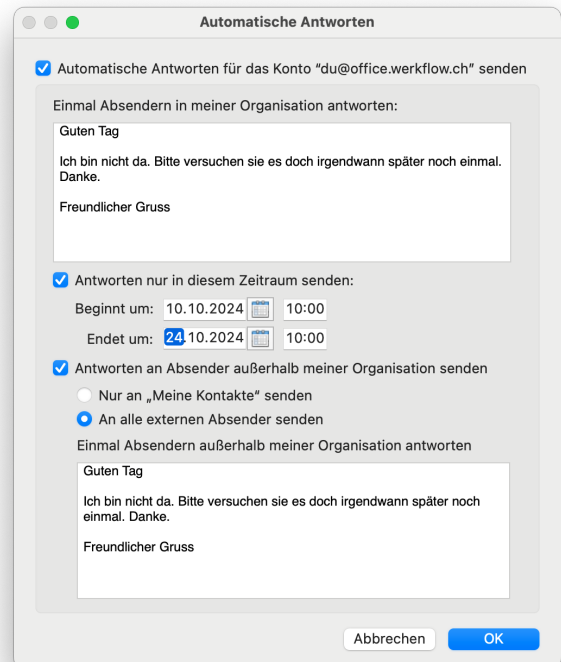 Automatische Antworten
Automatische Antworten für das Konto “du@office.werkflow.ch” senden
Einmal Absendern in meiner Organisation antworten:
Guten Tag
Ich bin nicht da. Bitte versuchen sie es doch irgendwann später noch einmal.
Danke.
Freundlicher Gruss
Antworten nur in diesem Zeitraum senden:
Beginnt um: 10.10.2024 10:00
Endet um: 24.10.2024 10:00
Antworten an Absender außerhalb meiner Organisation senden
Nur an „Meine Kontakte“ senden
An alle externen Absender senden
Einmal Absendern außerhalb meiner Organisation antworten
Guten Tag
Ich bin nicht da. Bitte versuchen sie es doch irgendwann später noch
einmal. Danke.
Freundlicher Gruss
Abbrechen OK